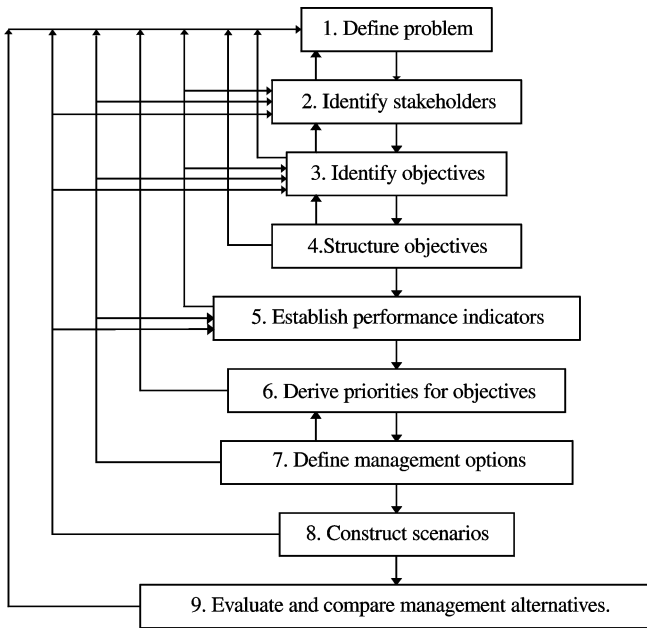 1. Define problem
2. Identify stakeholders
3. Identify objectives
4.Structure objectives
5. Establish performance indicators
6. Derive priorities for objectives
7. Define management options
8. Construct scenarios
9. Evaluate and compare management alternatives.